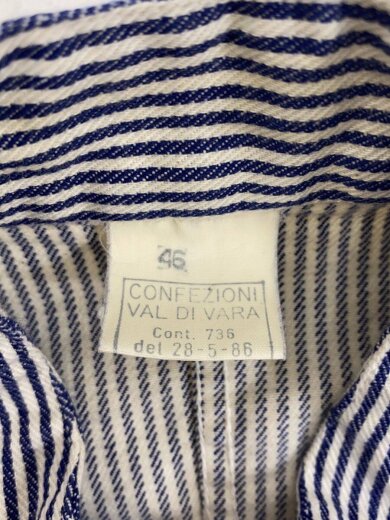 46
CONFEZIONI
VAL DI VARA
Cont. 736
del 28-5-86